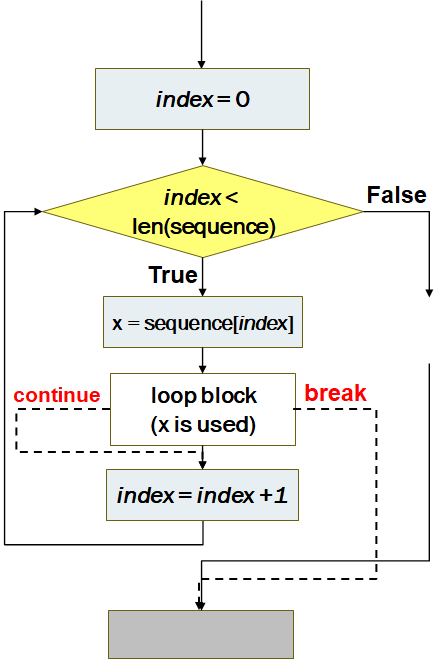 index = 0
index <
len(sequence)
False
True
x = sequence[index]
continue
loop block
(x is used)
break
index = index +1